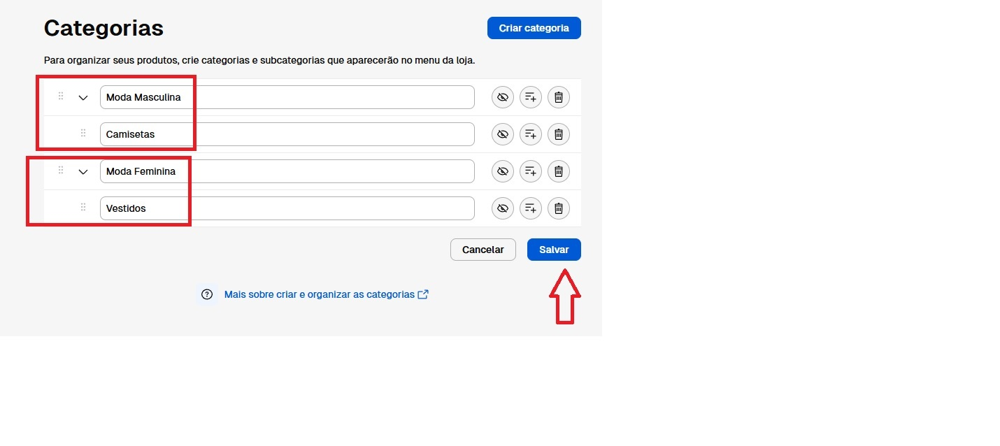 Categorias
Criar categoria
Para organizar seus produtos, crie categorias e subcategorias que aparecerão no menu da loja.
Moda Masculina
Camisetas
Moda Feminina
Vestidos
Cancelar
Salvar
Mais sobre criar e organizar as categorias